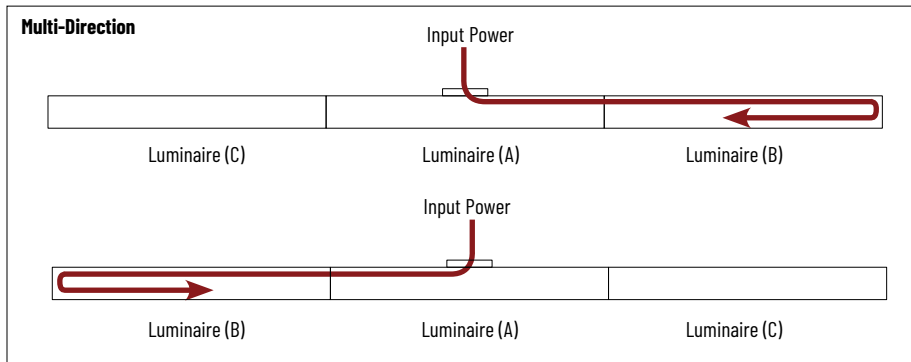 Multi-Direction
Input Power
Luminaire (C)
Luminaire (A)
Luminaire (B)
Input Power
Luminaire (B)
Luminaire (A)
Luminaire (C)